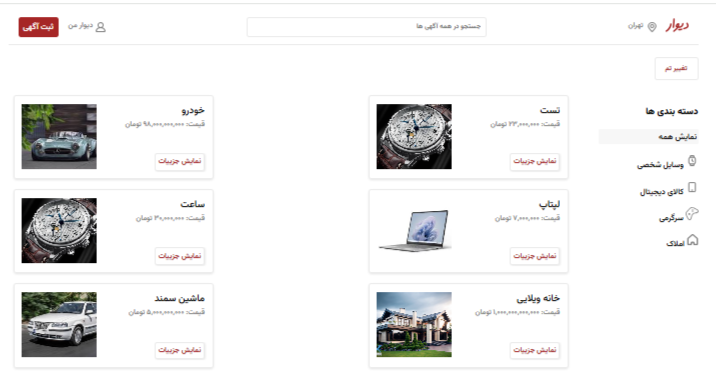 دیوار
تهران
جستجو در همه آگهی ها
دیوار من
ثبت آگهی
تغییر تم
دسته بندی ها
نمایش همه
وسایل شخصی
کالای دیجیتال
سرگرمی
املاک
تست
قیمت: ۲۳,۰۰۰,۰۰۰ تومان
نمایش جزییات
خودرو
قیمت: ۹۸,۰۰۰,۰۰۰,۰۰۰ تومان
نمایش جزییات
لپتاپ
قیمت: ۷,۰۰۰,۰۰۰ تومان
نمایش جزییات
ساعت
قیمت: ۳۰,۰۰۰,۰۰۰ تومان
نمایش جزییات
خانه ویلایی
قیمت: ۱,۰۰۰,۰۰۰,۰۰۰,۰۰۰ تومان
نمایش جزییات
ماشین سمند
قیمت: ۵,۰۰۰,۰۰۰,۰۰۰ تومان
نمایش جزییات